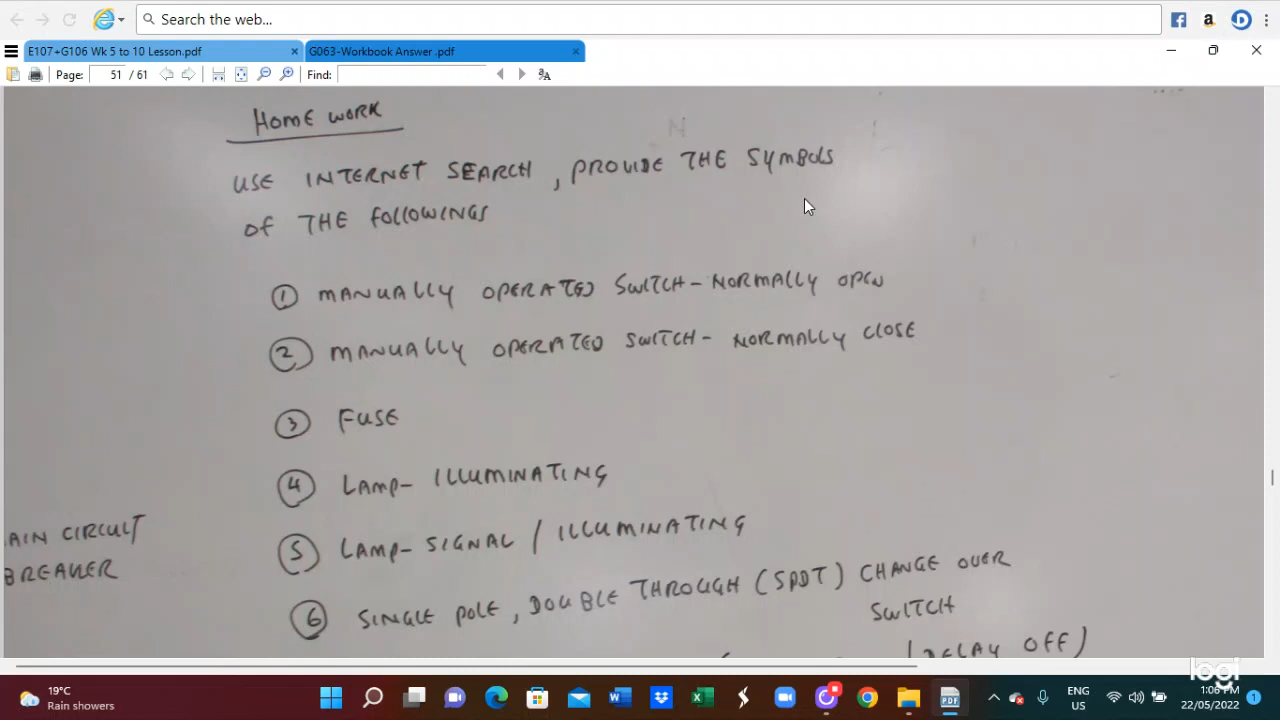 Search the web...
E107+G106 Wk 5 to 10 Lesson.pdf
G063-Workbook Answer .pdf
Page: 51 / 61 Find:
HOME WORK
USE INTERNET SEARCH, PROVIDE THE SYMBOLS
OF THE FOLLOWINGS
1 MANUALLY OPERATED SWITCH - NORMALLY OPEN
2 MANUALLY OPERATED SWITCH - NORMALLY CLOSE
3 FUSE
4 LAMP - ILLUMINATING
5 LAMP - SIGNAL / ILLUMINATING
AIN CIRCUIT
BREAKER
6 SINGLE POLE, DOUBLE THROUGH (SPDT) CHANGE OVER
SWITCH
(DELAY OFF)
logi
19°C
Rain showers
ENG
US
1:06 PM
22/05/2022